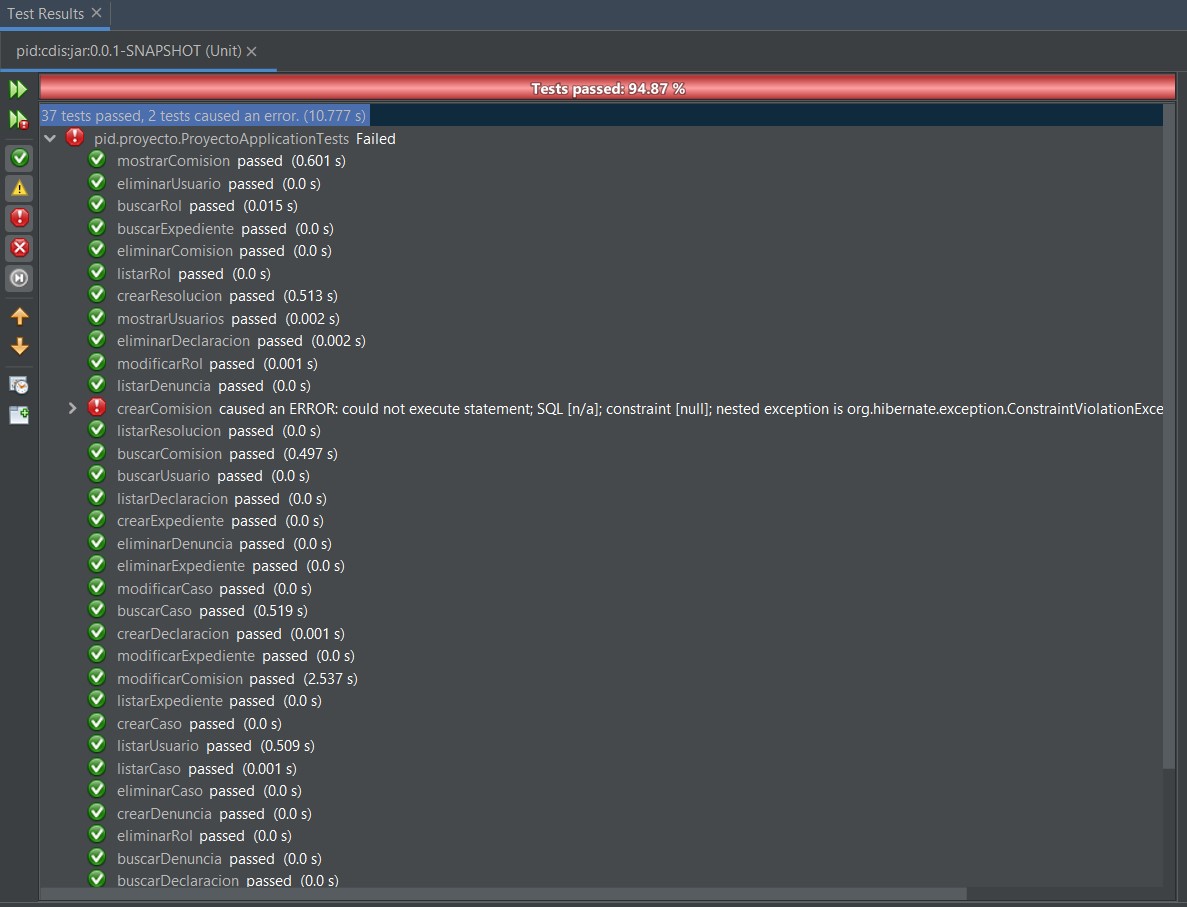 Test Results
pid:cdis:jar:0.0.1-SNAPSHOT (Unit)
Tests passed: 94.87 %
37 tests passed, 2 tests caused an error. (10.777 s)
pid.proyecto.ProyectoApplicationTests Failed
mostrarComision passed (0.601 s)
eliminarUsuario passed (0.0 s)
buscarRol passed (0.015 s)
buscarExpediente passed (0.0 s)
eliminarComision passed (0.0 s)
listarRol passed (0.0 s)
crearResolucion passed (0.513 s)
mostrarUsuarios passed (0.002 s)
eliminarDeclaracion passed (0.002 s)
modificarRol passed (0.001 s)
listarDenuncia passed (0.0 s)
crearComision caused an ERROR: could not execute statement; SQL [n/a]; constraint [null]; nested exception is org.hibernate.exception.ConstraintViolationExce
listarResolucion passed (0.0 s)
buscarComision passed (0.497 s)
buscarUsuario passed (0.0 s)
listarDeclaracion passed (0.0 s)
crearExpediente passed (0.0 s)
eliminarDenuncia passed (0.0 s)
eliminarExpediente passed (0.0 s)
modificarCaso passed (0.0 s)
buscarCaso passed (0.519 s)
crearDeclaracion passed (0.001 s)
modificarExpediente passed (0.0 s)
modificarComision passed (2.537 s)
listarExpediente passed (0.0 s)
crearCaso passed (0.0 s)
listarUsuario passed (0.509 s)
listarCaso passed (0.001 s)
eliminarCaso passed (0.0 s)
crearDenuncia passed (0.0 s)
eliminarRol passed (0.0 s)
buscarDenuncia passed (0.0 s)
buscarDeclaracion passed (0.0 s)